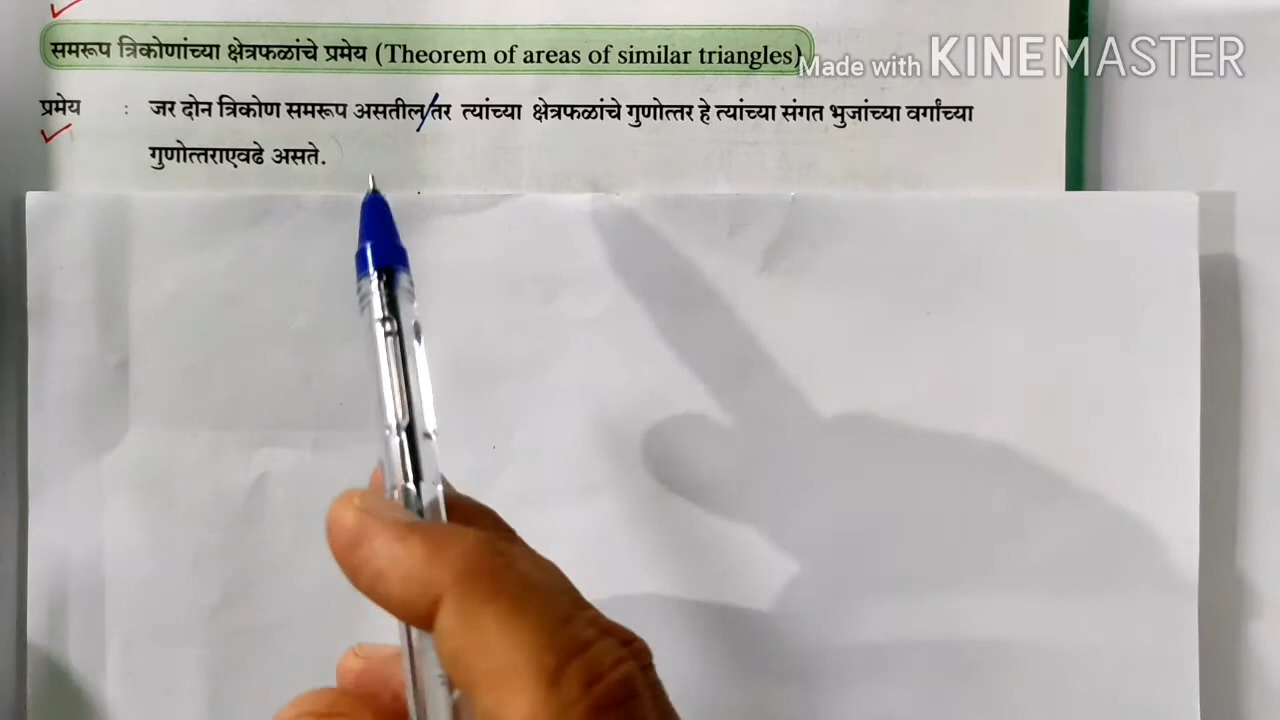 समरूप त्रिकोणांच्या क्षेत्रफळांचे प्रमेय (Theorem of areas of similar triangles)
Made with KINEMASTER
प्रमेय : जर दोन त्रिकोण समरूप असतील/तर त्यांच्या क्षेत्रफळांचे गुणोत्तर हे त्यांच्या संगत भुजांच्या वर्गांच्या
गुणोत्तराएवढे असते.